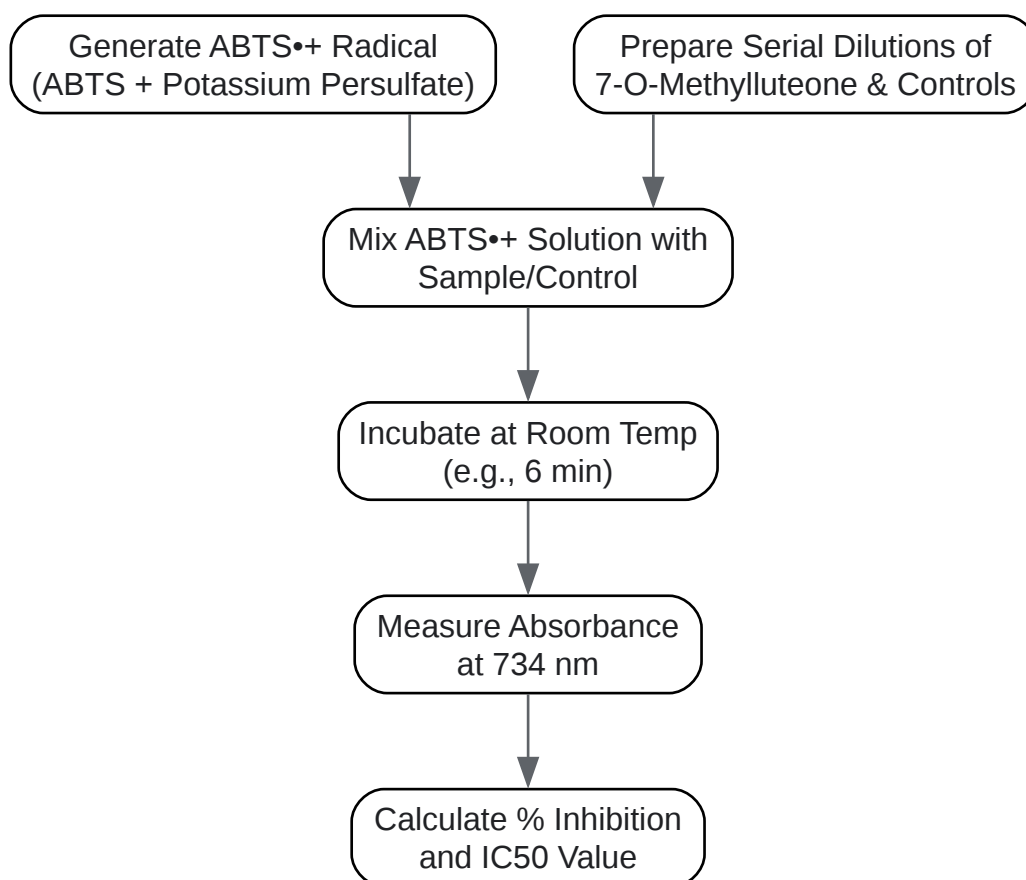 Generate ABTS•+ Radical
(ABTS + Potassium Persulfate)
Prepare Serial Dilutions of
7-O-Methylluteone & Controls
Mix ABTS•+ Solution with
Sample/Control
Incubate at Room Temp
(e.g., 6 min)
Measure Absorbance
at 734 nm
Calculate % Inhibition
and IC50 Value